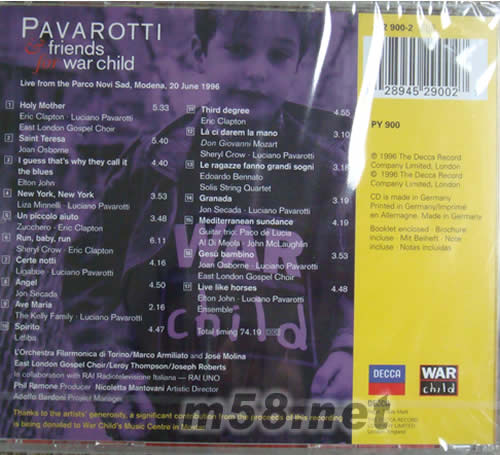 PAVAROTTI
& friends
for war child
Live from the Parco Novi Sad, Modena, 20 June 1996
1 Holy Mother 5.33
Eric Clapton · Luciano Pavarotti
East London Gospel Choir
2 Saint Teresa 5.40
Joan Osborne
3 I guess that's why they call it
the blues 4.40
Elton John
4 New York, New York 3.53
Liza Minnelli · Luciano Pavarotti
5 Un piccolo aiuto 3.48
Zucchero · Eric Clapton
6 Run, baby, run 6.11
Sheryl Crow · Eric Clapton
7 Certe notti 4.16
Ligabue · Luciano Pavarotti
8 Angel 4.50
Jon Secada
9 Ave Maria 2.16
The Kelly Family · Luciano Pavarotti
10 Spirito 4.47
Litfiba
11 Third degree 4.55
Eric Clapton
12 Là ci darem la mano 3.10
Don Giovanni Mozart
Sheryl Crow · Luciano Pavarotti
13 Le ragazze fanno grandi sogni 3.18
Edoardo Bennato
Solis String Quartet
14 Granada
Jon Secada · Luciano Pavarotti
15 Mediterranean sundance
Guitar trio: Paco de Lucia
Al Di Meola · John McLaughlin
16 Gesù bambino 3.53
Joan Osborne · Luciano Pavarotti
East London Gospel Choir
17 Live like horses 4.48
Elton John · Luciano Pavarotti
Ensemble
Total timing 74.19 DDD
L'Orchestra Filarmonica di Torino/Marco Armiliato and José Molina
East London Gospel Choir/Leroy Thompson/Joseph Roberts
In collaboration with RAI Radiotelevisione Italiana — RAI UNO
Phil Ramone Producer · Nicoletta Mantovani Artistic Director
Adolfo Bardoni Project Manager
Thanks to the artists' generosity, a significant contribution from the proceeds of this recording
is being donated to War Child's Music Centre in Mostar
WAR
child
2 900-2
28945 29002
PY 900
℗ 1996 The Decca Record
Company Limited, London
© 1996 The Decca Record
Company Limited, London
CD is made in Germany
Printed in Germany/Imprimé
en Allemagne. Made in Germany
Booklet enclosed · Brochure
incluse · Mit Beiheft · Note
incluse · Notas incluidas
DECCA
WAR
child
THE DECCA RECORD
COMPANY LIMITED
LONDON, ENGLAND
n58.net